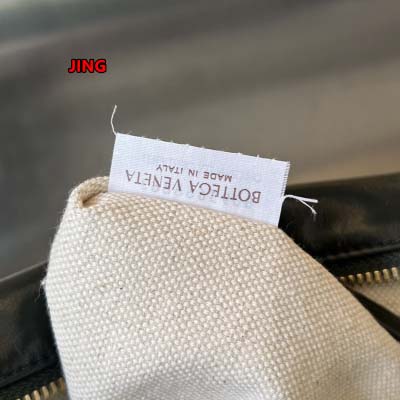 JING
BOTTEGA VENETA
MADE IN ITALY